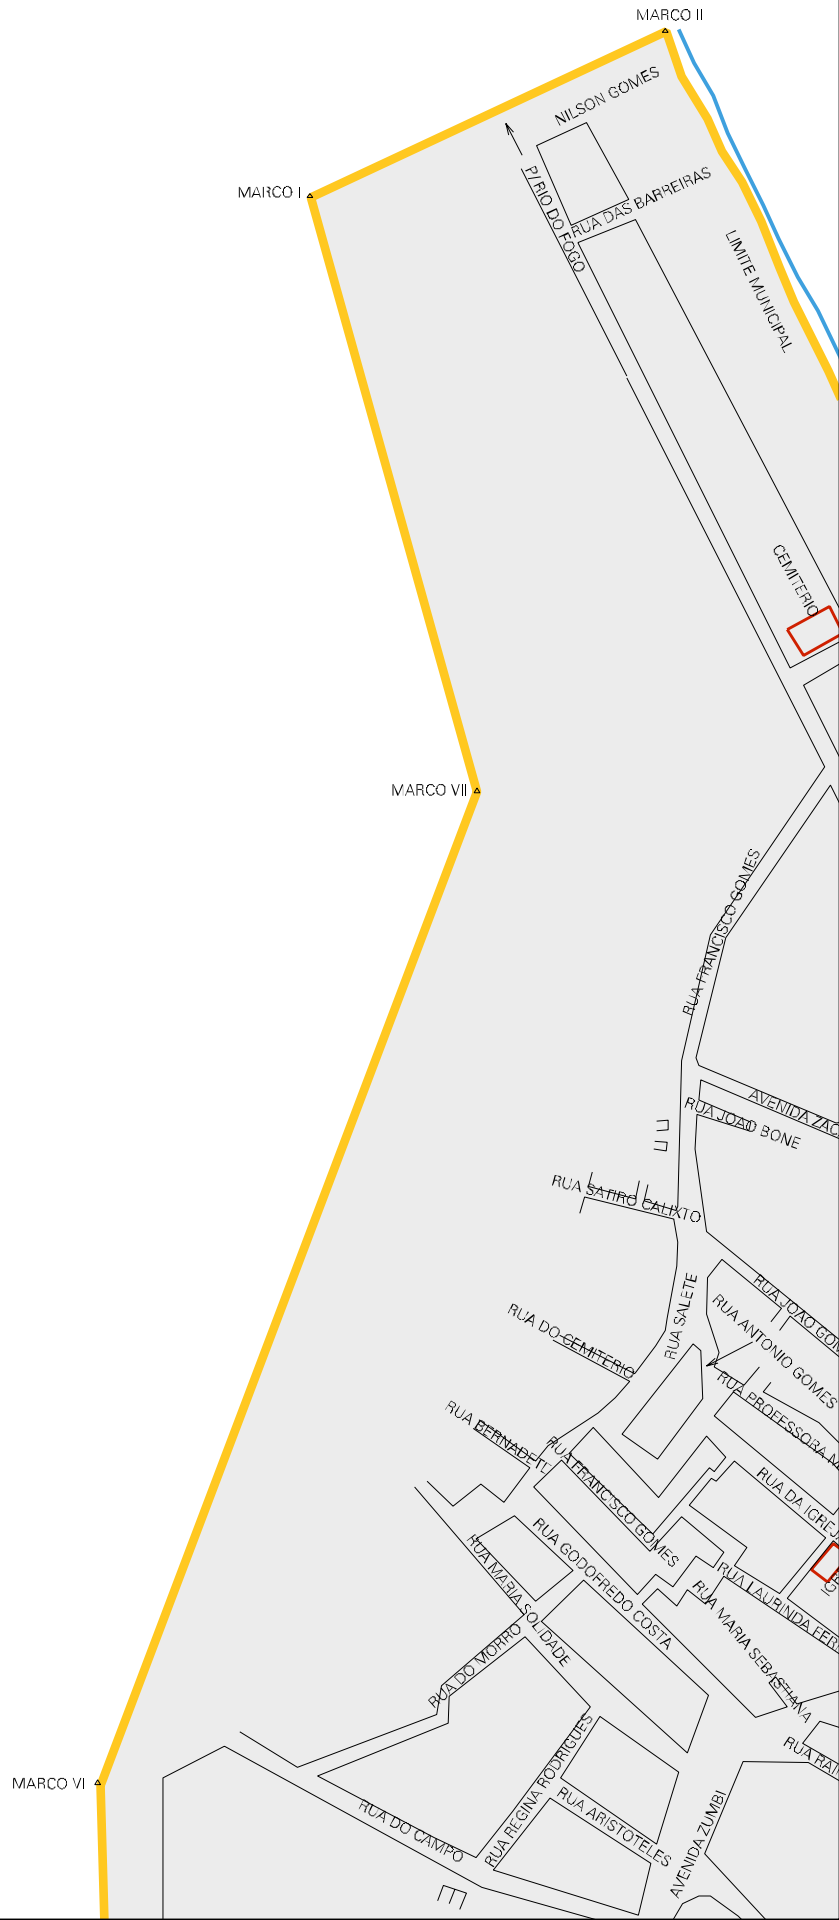 MARCO II
NILSON GOMES
MARCO I
P/ RIO DO FOGO
RUA DAS BARREIRAS
LIMITE MUNICIPAL
CEMITERIO
MARCO VII
RUA FRANCISCO GOMES
AVENIDA ZAC
RUA JOAO BONE
RUA SATIRO CALIXTO
RUA SALETE
RUA JOAO GOM
RUA ANTONIO GOMES
RUA DO CEMITERIO
RUA PROFESSORA
RUA BERNADETE
RUA FRANCISCO GOMES
RUA DA IGREJ
RUA GODOFREDO COSTA
RUA MARIA SOLIDADE
RUA LAURINDA FERR
RUA MARIA SEBASTIANA
RUA DO MORRO
RUA RAI
MARCO VI
RUA REGINA RODRIGUES
RUA DO CAMPO
RUA ARISTOTELES
AVENIDA ZUMBI